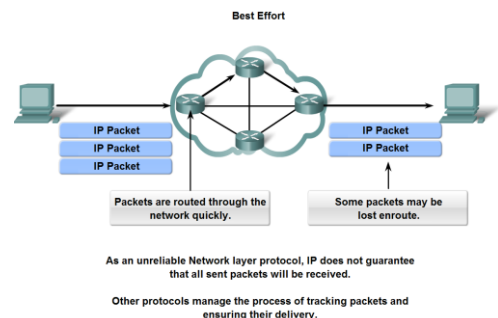 Best Effort
IP Packet
IP Packet
IP Packet
IP Packet
IP Packet
Packets are routed through the
network quickly.
Some packets may be
lost enroute.
As an unreliable Network layer protocol, IP does not guarantee
that all sent packets will be received.
Other protocols manage the process of tracking packets and
ensuring their delivery.